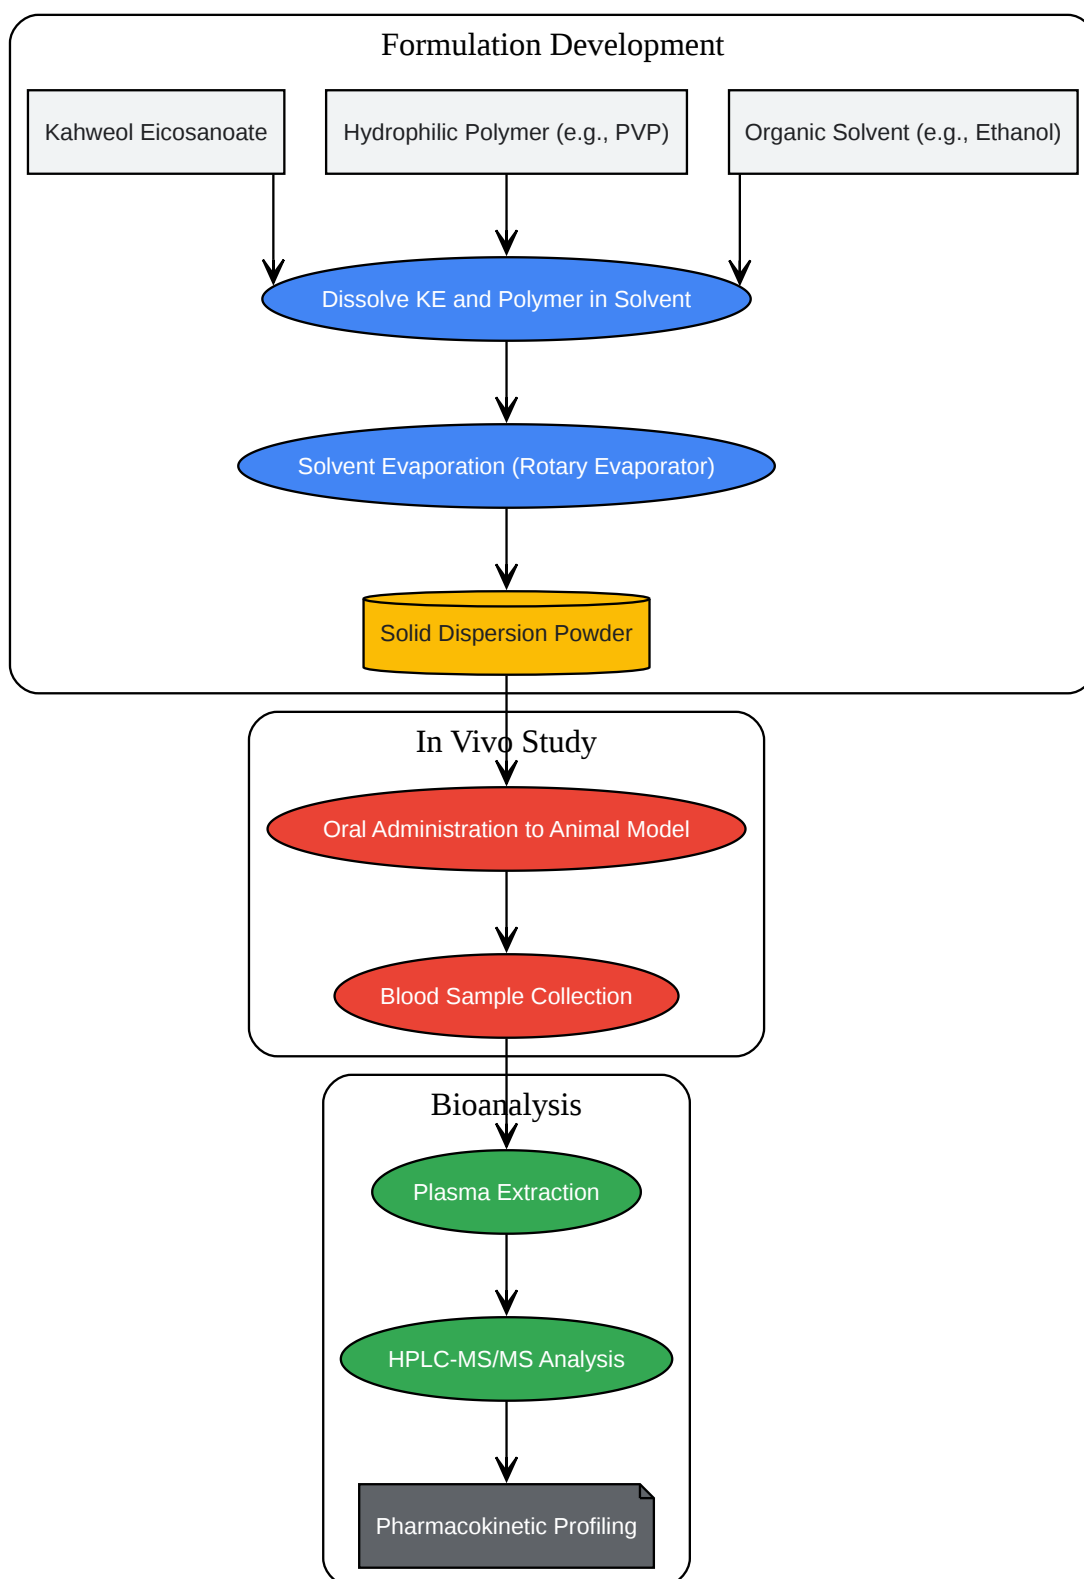 Formulation Development
Kahweol Eicosanoate
Hydrophilic Polymer (e.g., PVP)
Organic Solvent (e.g., Ethanol)
Dissolve KE and Polymer in Solvent
Solvent Evaporation (Rotary Evaporator)
Solid Dispersion Powder
In Vivo Study
Oral Administration to Animal Model
Blood Sample Collection
Bioanalysis
Plasma Extraction
HPLC-MS/MS Analysis
Pharmacokinetic Profiling